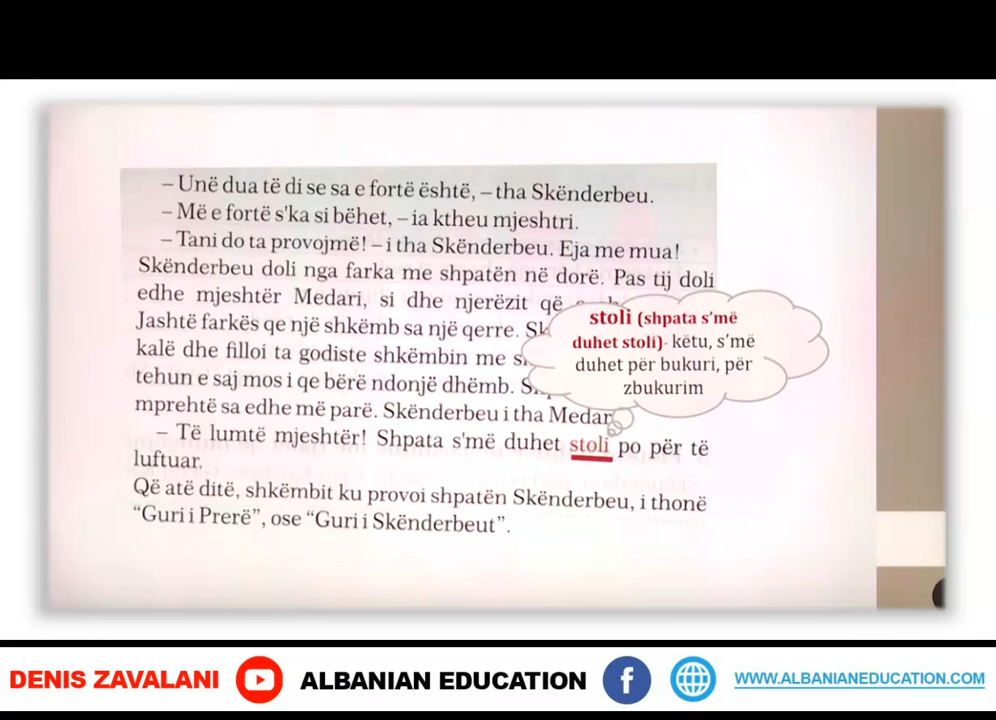 – Unë dua të di se sa e fortë është, – tha Skënderbeu.
– Më e fortë s'ka si bëhet, – ia ktheu mjeshtri.
– Tani do ta provojmë! – i tha Skënderbeu. Eja me mua!
Skënderbeu doli nga farka me shpatën në dorë. Pas tij doli
edhe mjeshtër Medari, si dhe njerëzit që
Jashtë farkës qe një shkëmb sa një qerre.
kalë dhe filloi ta godiste shkëmbin me
tehun e saj mos i qe bërë ndonjë dhëmb.
mprehtë sa edhe më parë. Skënderbeu i tha
– Të lumtë mjeshtër! Shpata s'më duhet stoli po për të
luftuar.
Që atë ditë, shkëmbit ku provoi shpatën Skënderbeu, i thonë
“Guri i Prerë”, ose “Guri i Skënderbeut”.
stoli (shpata s’më
duhet stoli)- këtu, s’më
duhet për bukuri, për
zbukurim
DENIS ZAVALANI ALBANIAN EDUCATION f WWW.ALBANIANEDUCATION.COM